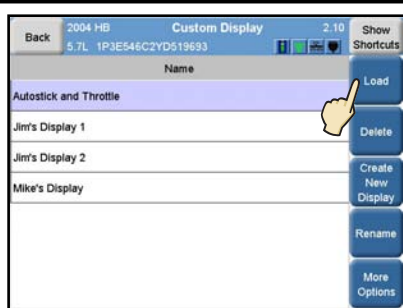 Back
2004 HB Custom Display 2.10
5.7L 1P3E546C2YD519693
Show
Shortcuts
Name
Autostick and Throttle
Jim's Display 1
Jim's Display 2
Mike's Display
Load
Delete
Create
New
Display
Rename
More
Options